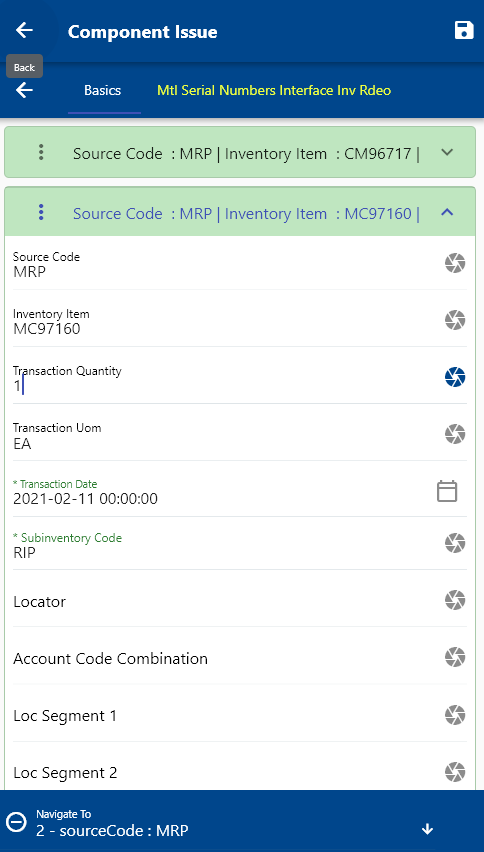 Component Issue
Back
Basics Mtl Serial Numbers Interface Inv Rdeo
Source Code : MRP | Inventory Item : CM96717 |
Source Code : MRP | Inventory Item : MC97160 |
Source Code
MRP
Inventory Item
MC97160
Transaction Quantity
1
Transaction Uom
EA
* Transaction Date
2021-02-11 00:00:00
* Subinventory Code
RIP
Locator
Account Code Combination
Loc Segment 1
Loc Segment 2
Navigate To
2 - sourceCode : MRP